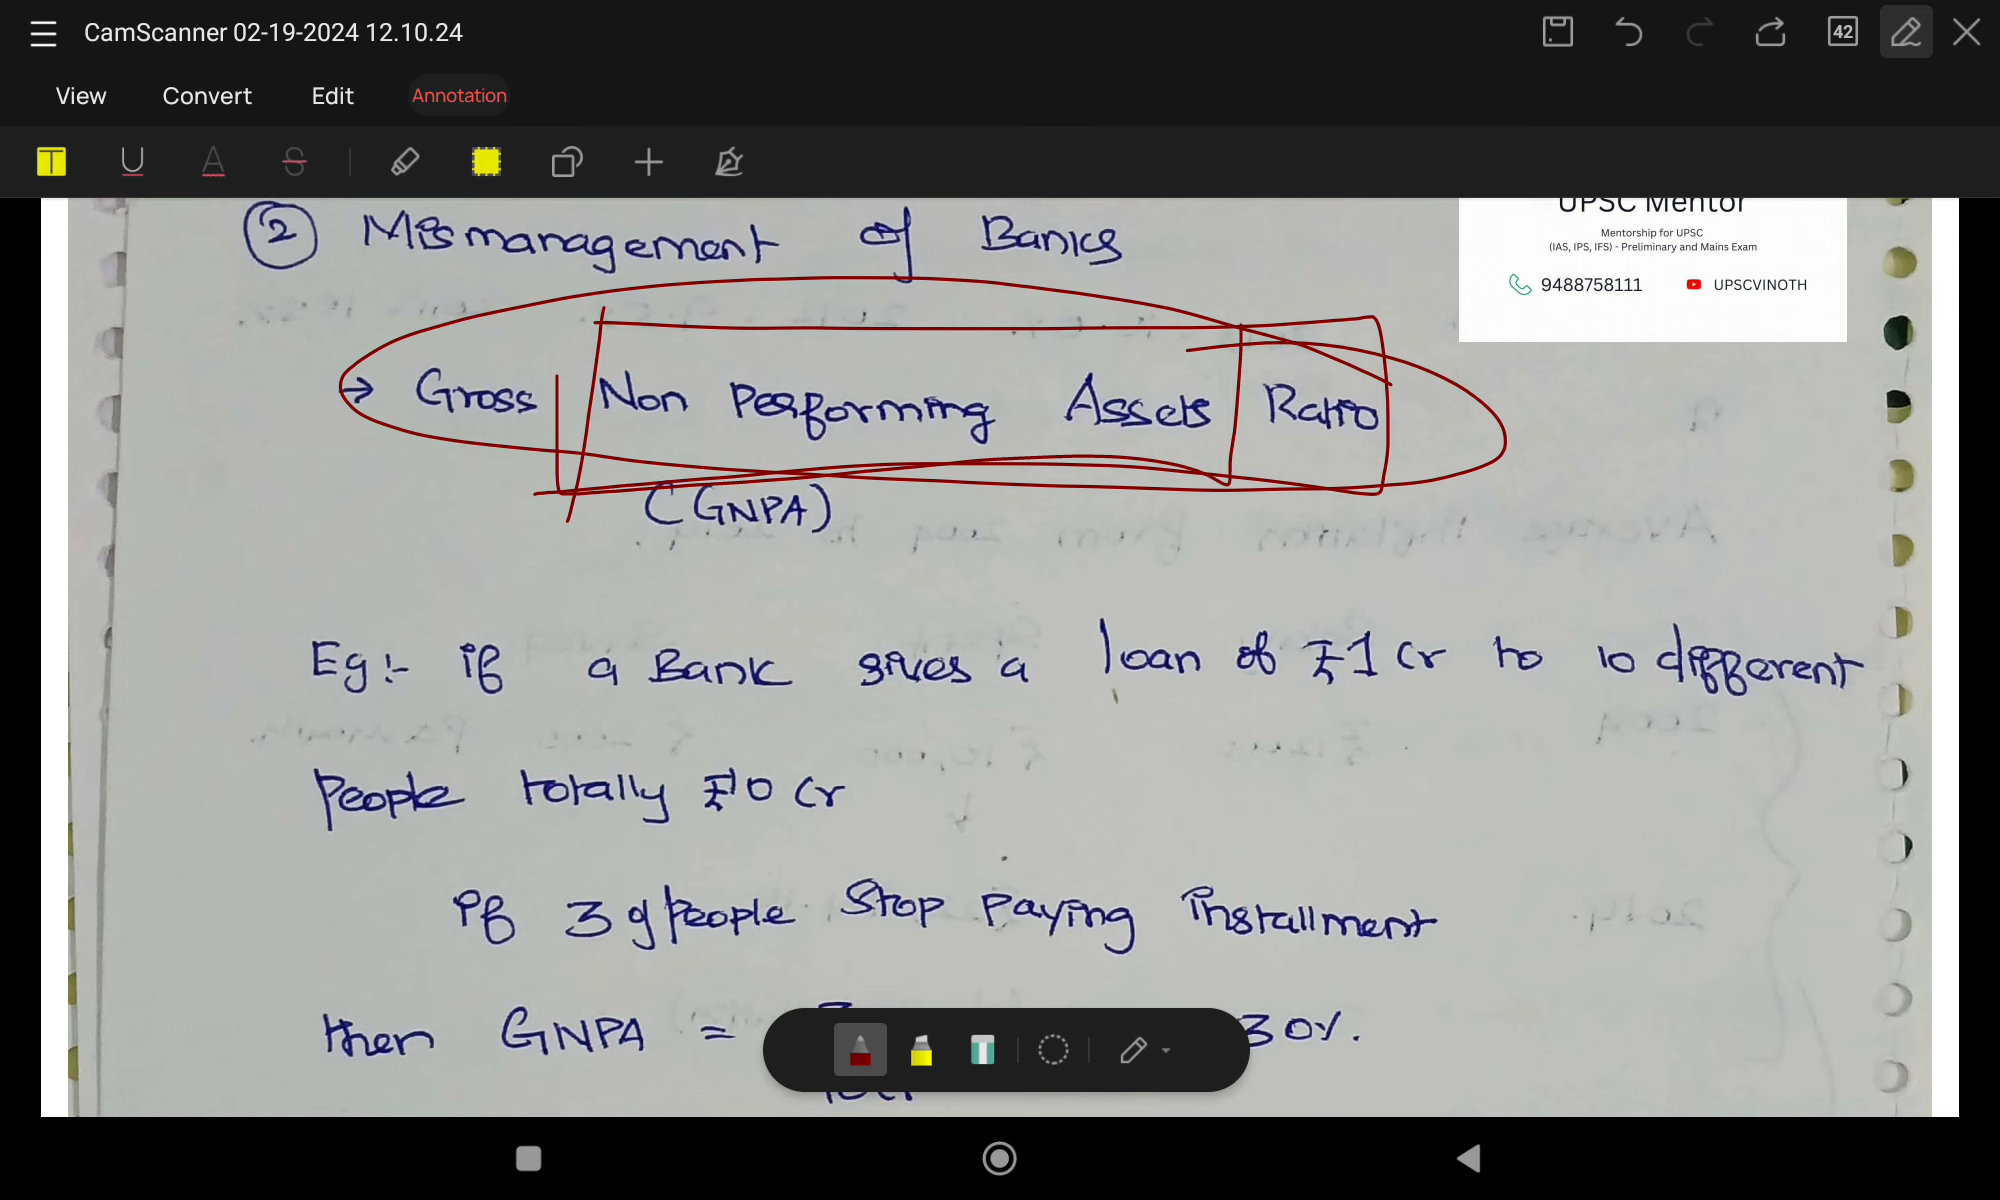 CamScanner 02-19-2024 12.10.24
42
View Convert Edit Annotation
T U A S
UPSC Mentor
Mentorship for UPSC
(IAS, IPS, IFS) - Preliminary and Mains Exam
9488758111 UPSCVINOTH
② Mismanagement of Banks
→ Gross Non Performing Assets Ratio
(GNPA)
Eg:- if a Bank gives a loan of ₹1 Cr to 10 different
People totally ₹10 Cr
if 3 people Stop Paying installment
then GNPA = 30%.